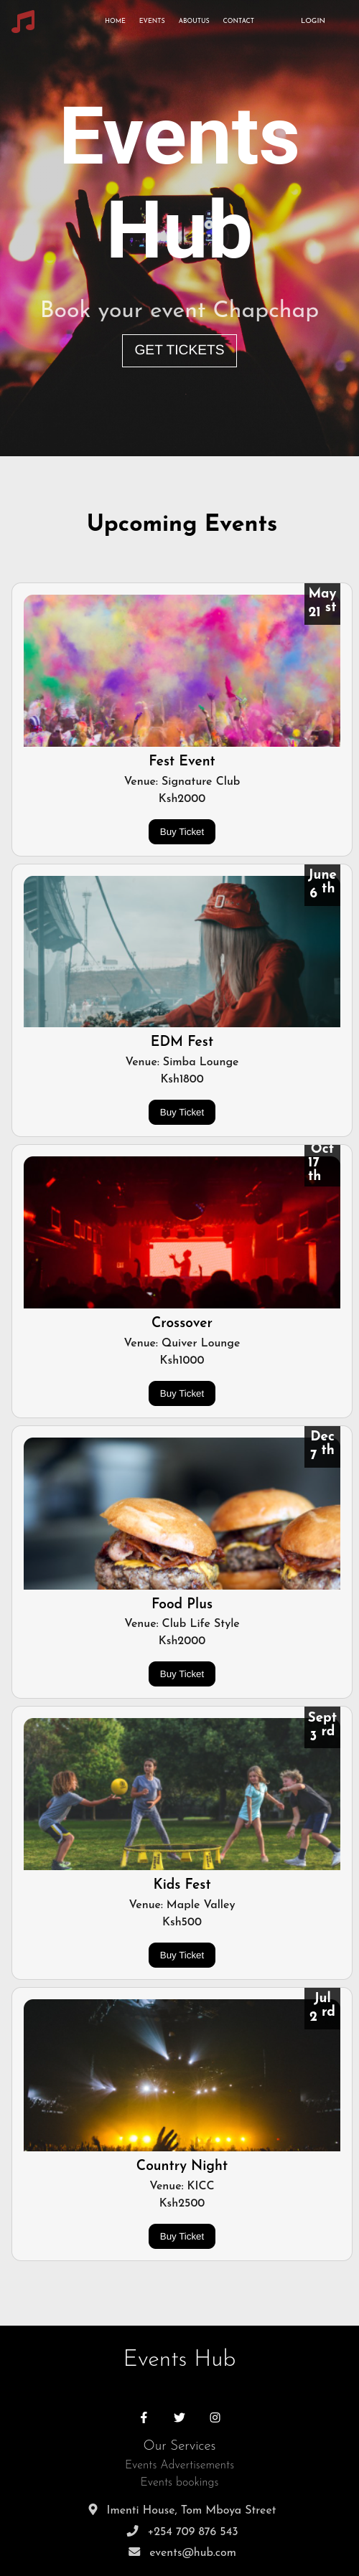 HOME EVENTS ABOUTUS CONTACT LOGIN
Events
Hub
Book your event Chapchap
GET TICKETS
Upcoming Events
May
21 st
Fest Event
Venue: Signature Club
Ksh2000
Buy Ticket
June
6 th
EDM Fest
Venue: Simba Lounge
Ksh1800
Buy Ticket
Oct
17
th
Crossover
Venue: Quiver Lounge
Ksh1000
Buy Ticket
Dec
7 th
Food Plus
Venue: Club Life Style
Ksh2000
Buy Ticket
Sept
3 rd
Kids Fest
Venue: Maple Valley
Ksh500
Buy Ticket
Jul
2 rd
Country Night
Venue: KICC
Ksh2500
Buy Ticket
Events Hub
Our Services
Events Advertisements
Events bookings
Imenti House, Tom Mboya Street
+254 709 876 543
events@hub.com